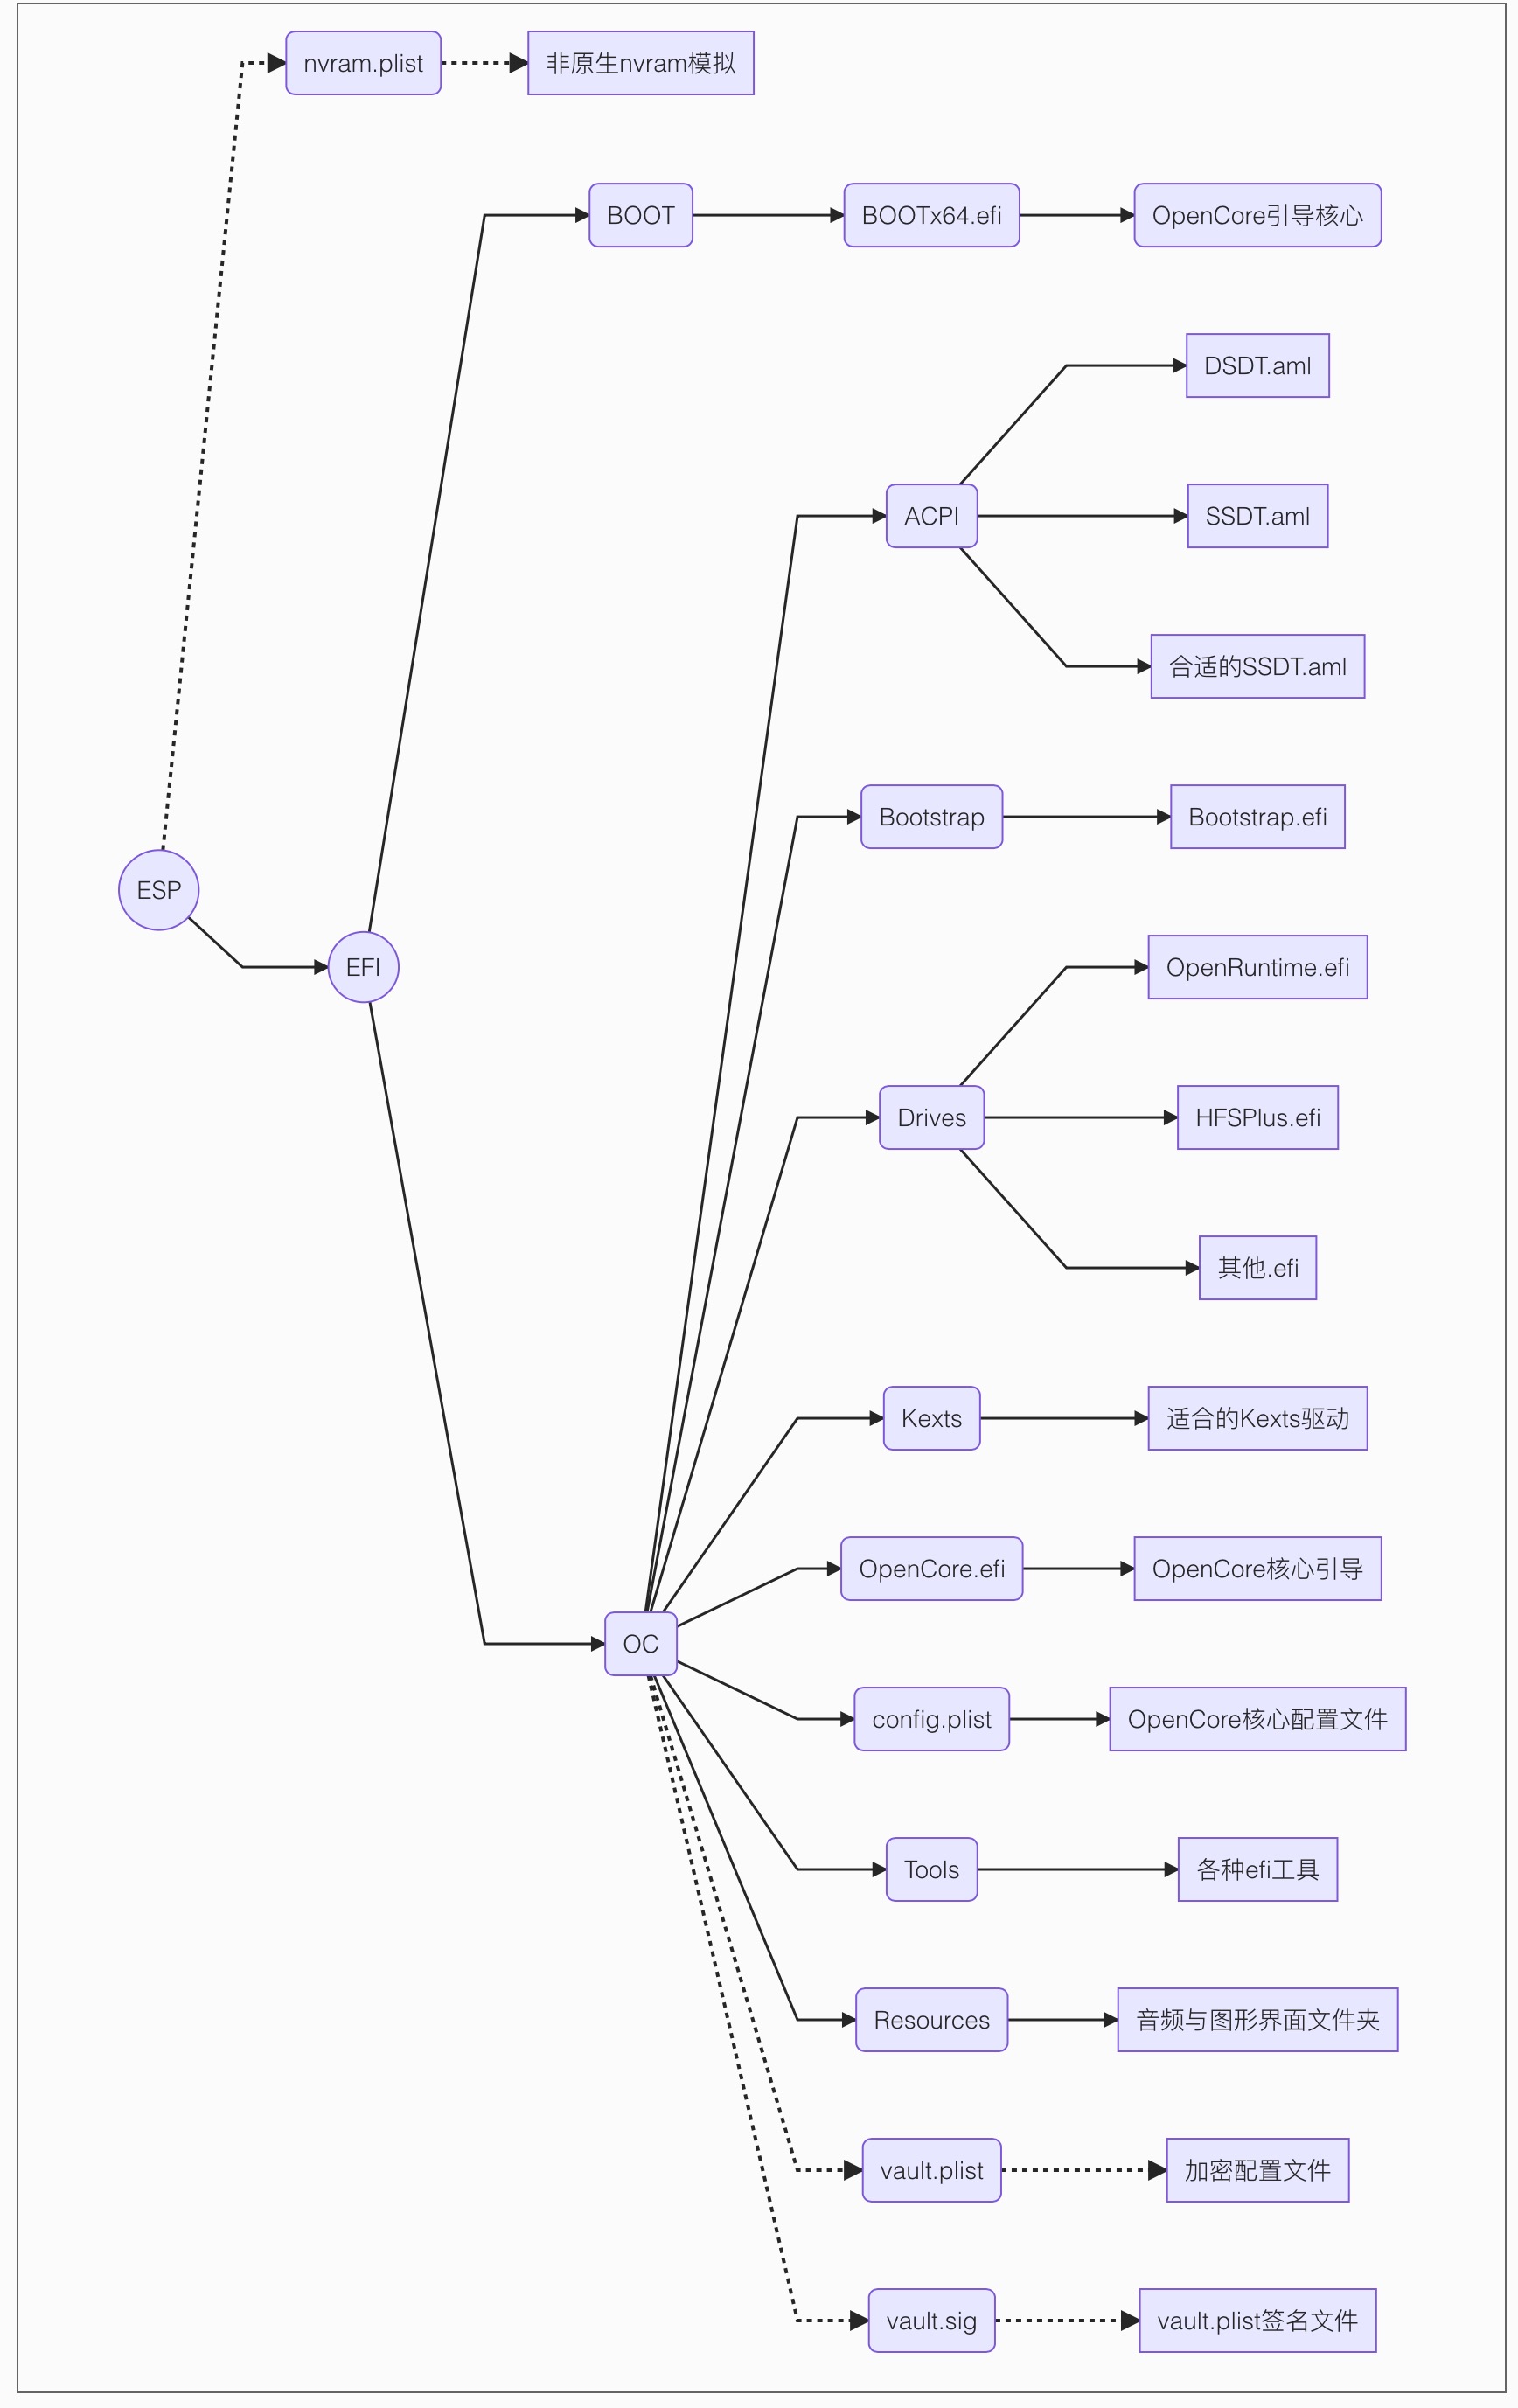 nvram.plist
非原生nvram模拟
BOOT
BOOTx64.efi
OpenCore引导核心
DSDT.aml
ACPI
SSDT.aml
合适的SSDT.aml
Bootstrap
Bootstrap.efi
ESP
EFI
OpenRuntime.efi
Drives
HFSPlus.efi
其他.efi
Kexts
适合的Kexts驱动
OpenCore.efi
OpenCore核心引导
OC
config.plist
OpenCore核心配置文件
Tools
各种efi工具
Resources
音频与图形界面文件夹
vault.plist
加密配置文件
vault.sig
vault.plist签名文件